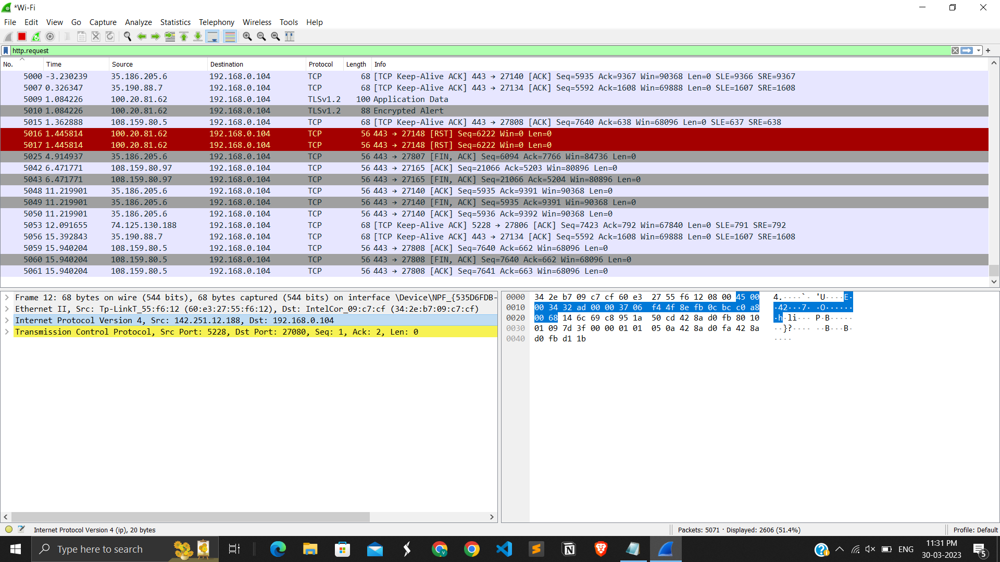 *Wi-Fi
File Edit View Go Capture Analyze Statistics Telephony Wireless Tools Help
http.request
No. Time Source Destination Protocol Length Info
5000 -3.230239 35.186.205.6 192.168.0.104 TCP 68 [TCP Keep-Alive ACK] 443 → 27140 [ACK] Seq=5935 Ack=9367 Win=90368 Len=0 SLE=9366 SRE=9367
5007 0.326347 35.190.88.7 192.168.0.104 TCP 68 [TCP Keep-Alive ACK] 443 → 27134 [ACK] Seq=5592 Ack=1608 Win=69888 Len=0 SLE=1607 SRE=1608
5009 1.084226 100.20.81.62 192.168.0.104 TLSv1.2 100 Application Data
5010 1.084226 100.20.81.62 192.168.0.104 TLSv1.2 88 Encrypted Alert
5015 1.362888 108.159.80.5 192.168.0.104 TCP 68 [TCP Keep-Alive ACK] 443 → 27808 [ACK] Seq=7640 Ack=638 Win=68096 Len=0 SLE=637 SRE=638
5016 1.445814 100.20.81.62 192.168.0.104 TCP 56 443 → 27148 [RST] Seq=6222 Win=0 Len=0
5017 1.445814 100.20.81.62 192.168.0.104 TCP 56 443 → 27148 [RST] Seq=6222 Win=0 Len=0
5025 4.914937 35.186.205.6 192.168.0.104 TCP 56 443 → 27807 [FIN, ACK] Seq=6094 Ack=7766 Win=84736 Len=0
5042 6.471771 108.159.80.97 192.168.0.104 TCP 56 443 → 27165 [ACK] Seq=21066 Ack=5203 Win=80896 Len=0
5043 6.471771 108.159.80.97 192.168.0.104 TCP 56 443 → 27165 [FIN, ACK] Seq=21066 Ack=5204 Win=80896 Len=0
5048 11.219901 35.186.205.6 192.168.0.104 TCP 56 443 → 27140 [ACK] Seq=5935 Ack=9391 Win=90368 Len=0
5049 11.219901 35.186.205.6 192.168.0.104 TCP 56 443 → 27140 [FIN, ACK] Seq=5935 Ack=9391 Win=90368 Len=0
5050 11.219901 35.186.205.6 192.168.0.104 TCP 56 443 → 27140 [ACK] Seq=5936 Ack=9392 Win=90368 Len=0
5053 12.091655 74.125.130.188 192.168.0.104 TCP 68 [TCP Keep-Alive ACK] 5228 → 27806 [ACK] Seq=7423 Ack=792 Win=67840 Len=0 SLE=791 SRE=792
5056 15.392843 35.190.88.7 192.168.0.104 TCP 68 [TCP Keep-Alive ACK] 443 → 27134 [ACK] Seq=5592 Ack=1608 Win=69888 Len=0 SLE=1607 SRE=1608
5059 15.940204 108.159.80.5 192.168.0.104 TCP 56 443 → 27808 [ACK] Seq=7640 Ack=662 Win=68096 Len=0
5060 15.940204 108.159.80.5 192.168.0.104 TCP 56 443 → 27808 [FIN, ACK] Seq=7640 Ack=662 Win=68096 Len=0
5061 15.940204 108.159.80.5 192.168.0.104 TCP 56 443 → 27808 [ACK] Seq=7641 Ack=663 Win=68096 Len=0
Frame 12: 68 bytes on wire (544 bits), 68 bytes captured (544 bits) on interface \Device\NPF_{535D6FDB-
Ethernet II, Src: Tp-LinkT_55:f6:12 (60:e3:27:55:f6:12), Dst: IntelCor_09:c7:cf (34:2e:b7:09:c7:cf)
Internet Protocol Version 4, Src: 142.251.12.188, Dst: 192.168.0.104
Transmission Control Protocol, Src Port: 5228, Dst Port: 27080, Seq: 1, Ack: 2, Len: 0
0000 34 2e b7 09 c7 cf 60 e3 27 55 f6 12 08 00 45 00 4.····`· 'U····E·
0010 00 34 32 ad 00 00 37 06 f4 4f 8e fb 0c bc c0 a8 ·42···7· ·O······
0020 00 68 14 6c 69 c8 95 1a 50 cd 42 8a d0 fb 80 10 ·h·li··· P·B·····
0030 01 09 7d 3f 00 00 01 01 05 0a 42 8a d0 fa 42 8a ··}?···· ··B···B·
0040 d0 fb d1 1b ····
Internet Protocol Version 4 (ip), 20 bytes
Packets: 5071 · Displayed: 2606 (51.4%)
Profile: Default
Type here to search
ENG
11:31 PM
30-03-2023
5